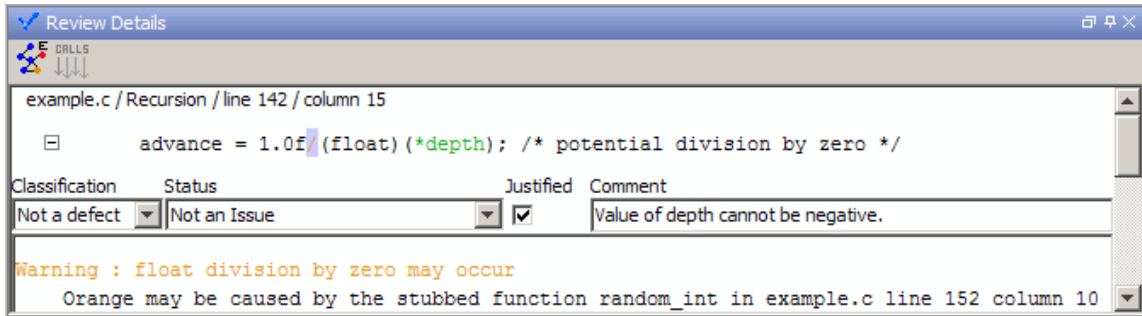 Review Details
E CALLS
example.c / Recursion / line 142 / column 15
advance = 1.0f/(float)(*depth); /* potential division by zero */
Classification Status Justified Comment
Not a defect Not an Issue Value of depth cannot be negative.
Warning : float division by zero may occur
Orange may be caused by the stubbed function random_int in example.c line 152 column 10